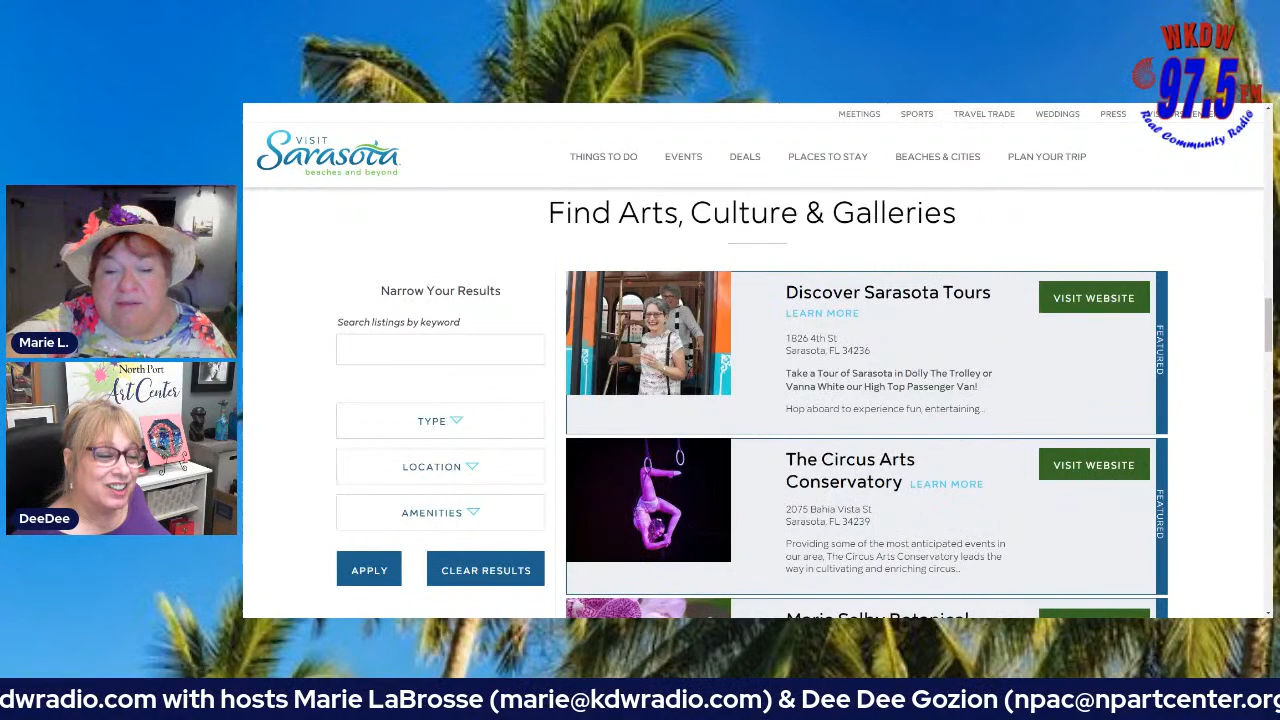 WKDW
97.5 FM
Real Community Radio
MEETINGS SPORTS TRAVEL TRADE WEDDINGS PRESS
VISIT
Sarasota
beaches and beyond
THINGS TO DO EVENTS DEALS PLACES TO STAY BEACHES & CITIES PLAN YOUR TRIP
Find Arts, Culture & Galleries
Narrow Your Results
Search listings by keyword
TYPE
LOCATION
AMENITIES
APPLY CLEAR RESULTS
Discover Sarasota Tours
LEARN MORE
1826 4th St
Sarasota, FL 34236
Take a Tour of Sarasota in Dolly The Trolley or
Vanna White our High Top Passenger Van!
Hop aboard to experience fun, entertaining...
VISIT WEBSITE
FEATURED
The Circus Arts
Conservatory LEARN MORE
2075 Bahia Vista St
Sarasota, FL 34239
Providing some of the most anticipated events in
our area, The Circus Arts Conservatory leads the
way in cultivating and enriching circus...
VISIT WEBSITE
FEATURED
Marie Selby Botanical
Marie L.
North Port
Art Center
DeeDee
dwradio.com with hosts Marie LaBrosse (marie@kdwradio.com) & Dee Dee Gozion (npac@npartcenter.org